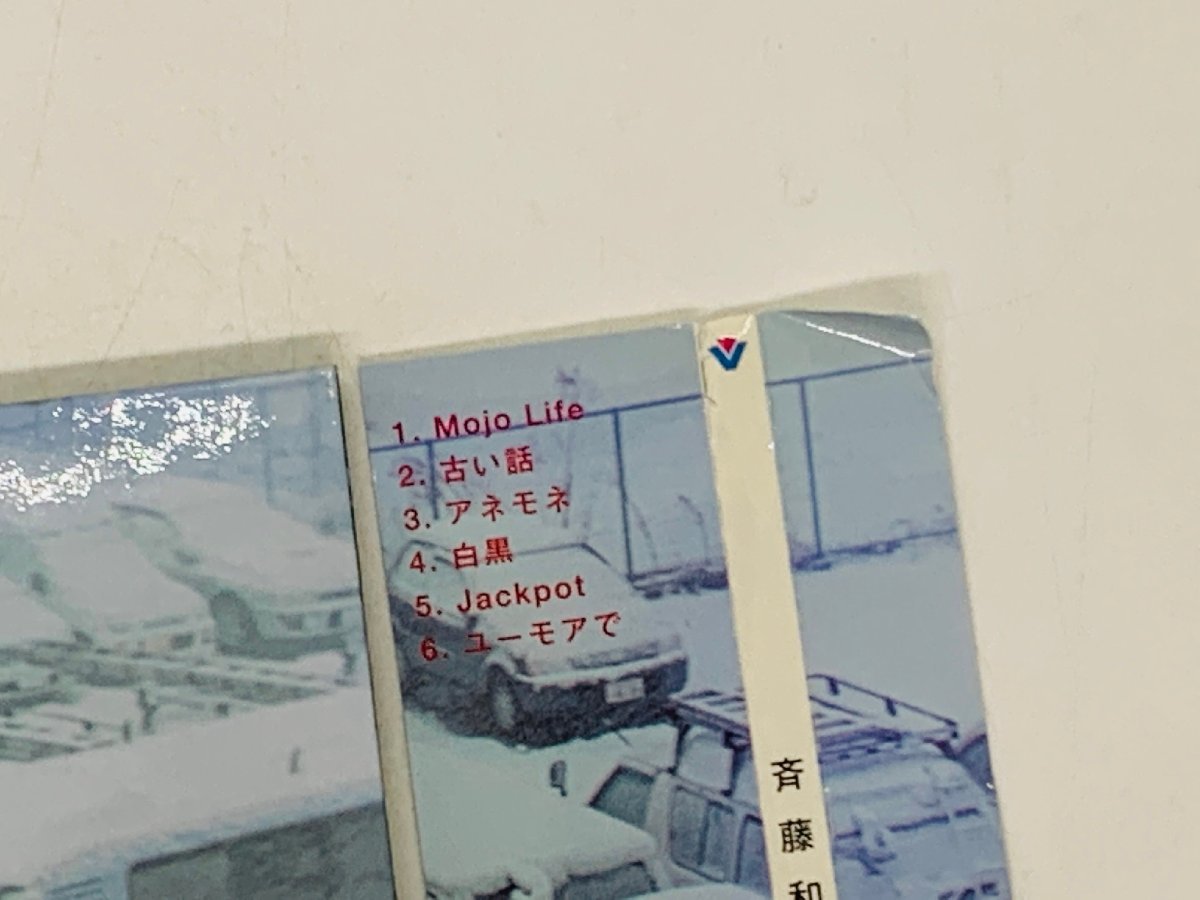 1. Mojo Life
2. 古い話
3. アネモネ
4. 白黒
5. Jackpot
6. ユーモアで
斉藤和